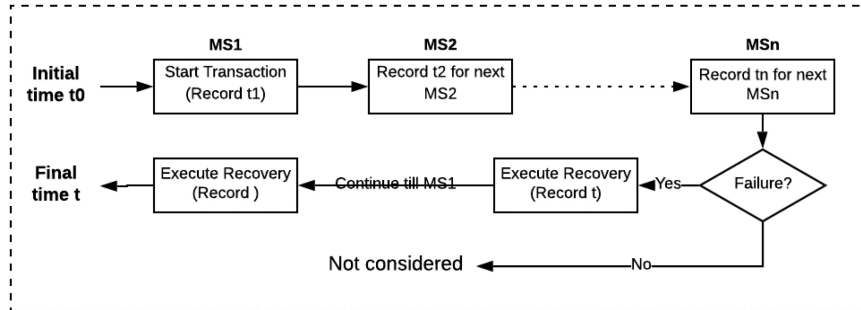 MS1
MS2
MSn
Initial
time t0
Start Transaction
(Record t1)
Record t2 for next
MS2
Record tn for next
MSn
Final
time t
Execute Recovery
(Record )
Continue till MS1
Execute Recovery
(Record t)
Yes
Failure?
Not considered
No